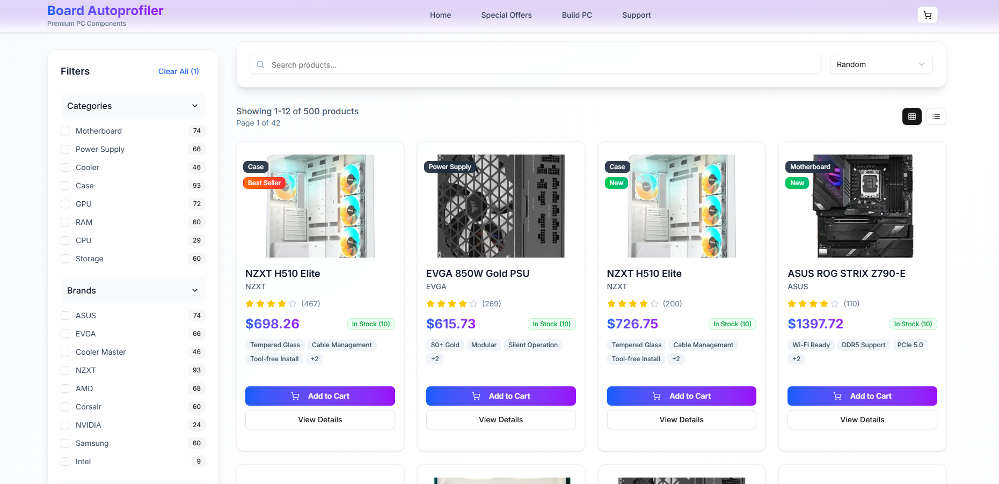 Board Autoprofiler
Premium PC Components
Home
Special Offers
Build PC
Support
Filters
Clear All (1)
Categories
Motherboard 74
Power Supply 66
Cooler 46
Case 93
GPU 72
RAM 60
CPU 29
Storage 60
Brands
ASUS 74
EVGA 66
Cooler Master 46
NZXT 93
AMD 68
Corsair 60
NVIDIA 24
Samsung 60
Intel 9
Search products...
Random
Showing 1-12 of 500 products
Page 1 of 42
Case
Best Seller
NZXT H510 Elite
NZXT
(467)
$698.26
In Stock (10)
Tempered Glass
Cable Management
Tool-free Install
+2
Add to Cart
View Details
Power Supply
EVGA 850W Gold PSU
EVGA
(269)
$615.73
In Stock (10)
80+ Gold
Modular
Silent Operation
+2
Add to Cart
View Details
Case
New
NZXT H510 Elite
NZXT
(200)
$726.75
In Stock (10)
Tempered Glass
Cable Management
Tool-free Install
+2
Add to Cart
View Details
Motherboard
New
ASUS ROG STRIX Z790-E
ASUS
(110)
$1397.72
In Stock (10)
Wi-Fi Ready
DDR5 Support
PCIe 5.0
+2
Add to Cart
View Details